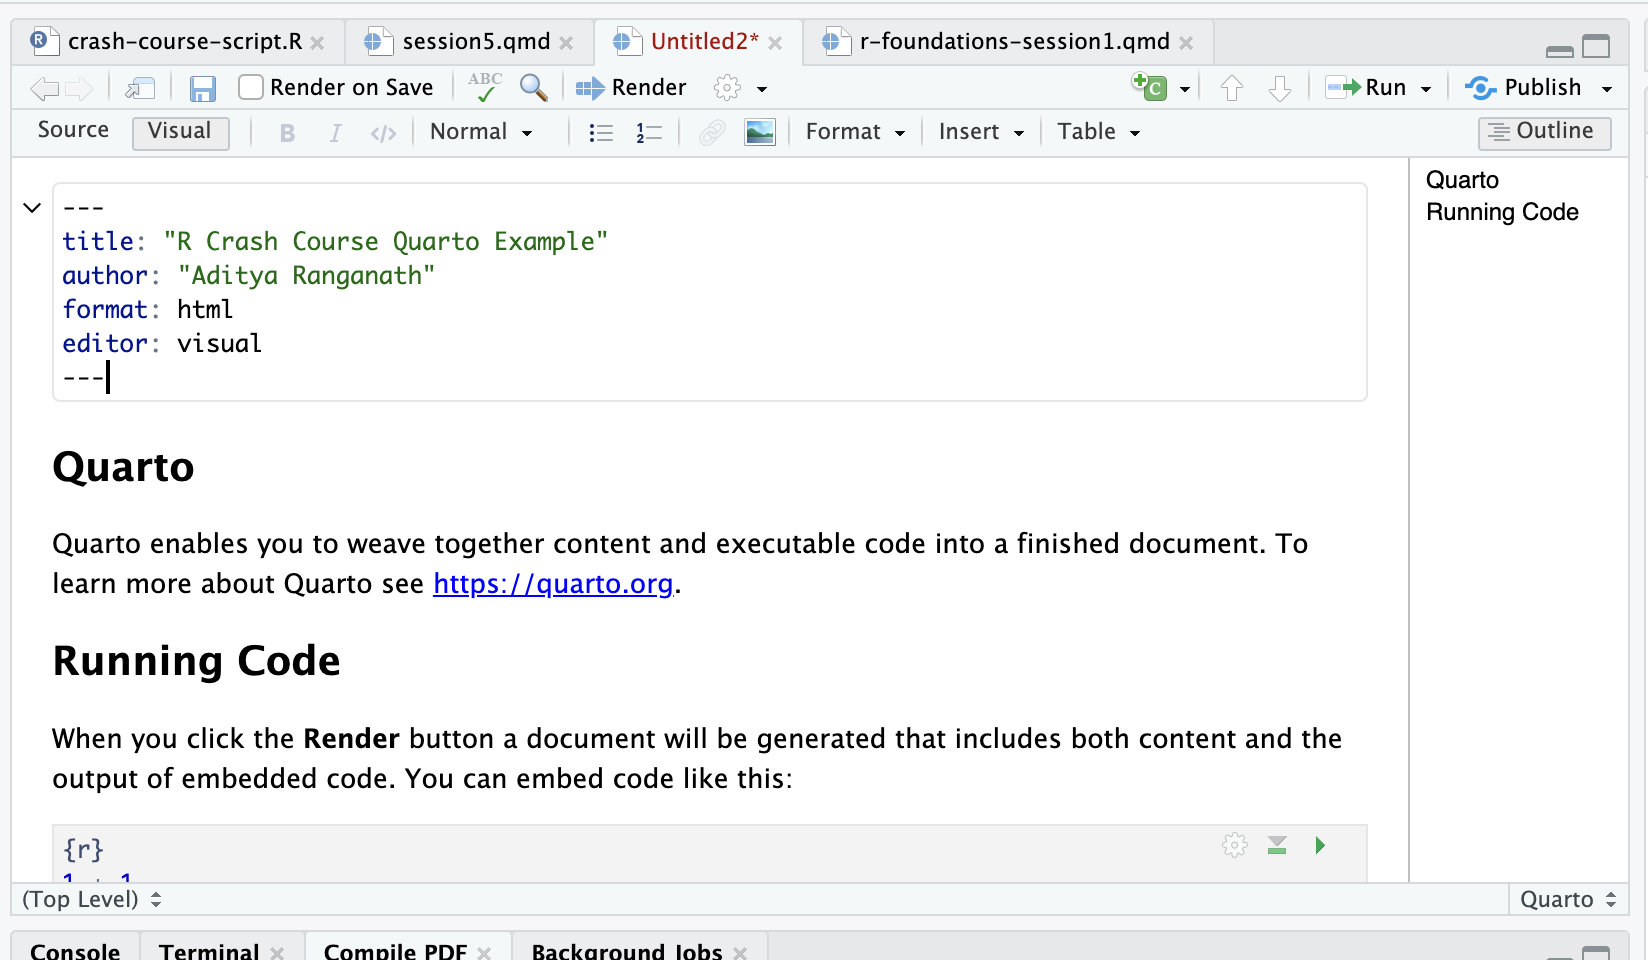 crash-course-script.R session5.qmd Untitled2* r-foundations-session1.qmd
Render on Save ABC Render C Run Publish
Source Visual B I </> Normal Format Insert Table Outline
---
title: "R Crash Course Quarto Example"
author: "Aditya Ranganath"
format: html
editor: visual
---
Quarto
Running Code
Quarto
Quarto enables you to weave together content and executable code into a finished document. To
learn more about Quarto see https://quarto.org.
Running Code
When you click the Render button a document will be generated that includes both content and the
output of embedded code. You can embed code like this:
{r}
1 + 1
(Top Level) Quarto
Console Terminal Compile PDF Background Jobs